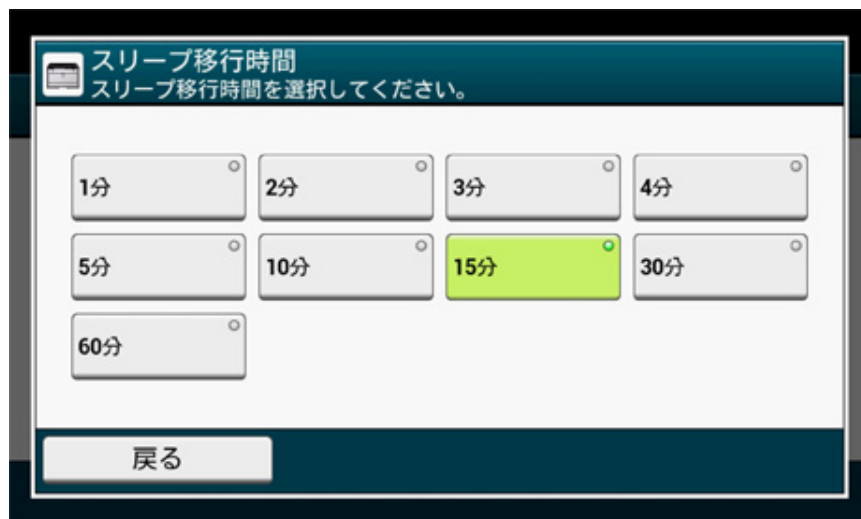 スリープ移行時間
スリープ移行時間を選択してください。
1分
2分
3分
4分
5分
10分
15分
30分
60分
戻る